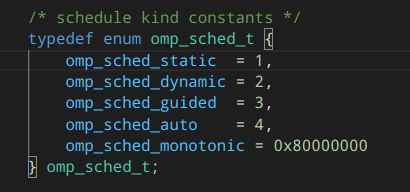 /* schedule kind constants */
typedef enum omp_sched_t {
    omp_sched_static  = 1,
    omp_sched_dynamic = 2,
    omp_sched_guided  = 3,
    omp_sched_auto    = 4,
    omp_sched_monotonic = 0x80000000
} omp_sched_t;